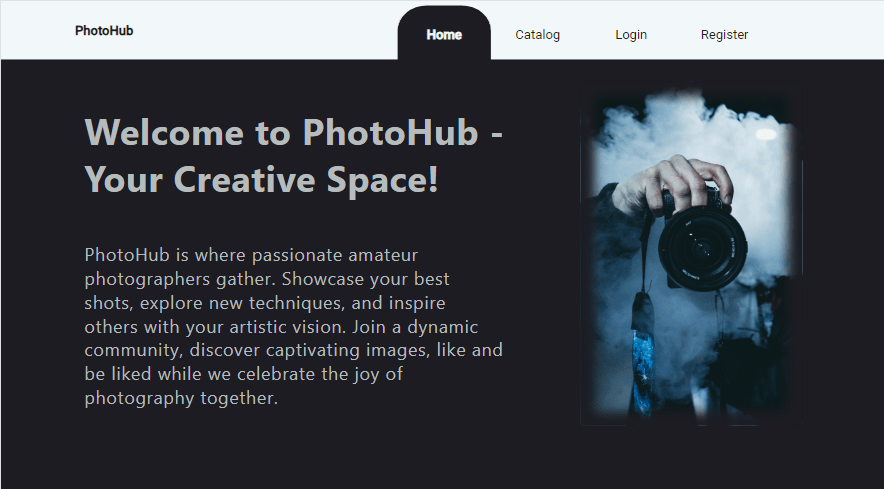 PhotoHub
Home
Catalog
Login
Register
Welcome to PhotoHub -
Your Creative Space!
PhotoHub is where passionate amateur
photographers gather. Showcase your best
shots, explore new techniques, and inspire
others with your artistic vision. Join a dynamic
community, discover captivating images, like and
be liked while we celebrate the joy of
photography together.